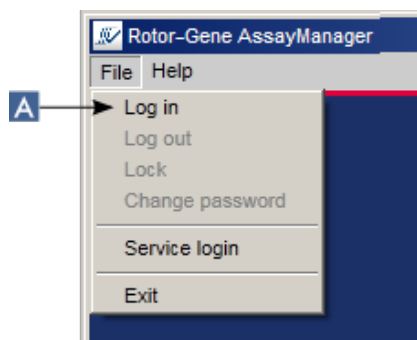 Rotor-Gene AssayManager
File Help
A
Log in
Log out
Lock
Change password
Service login
Exit